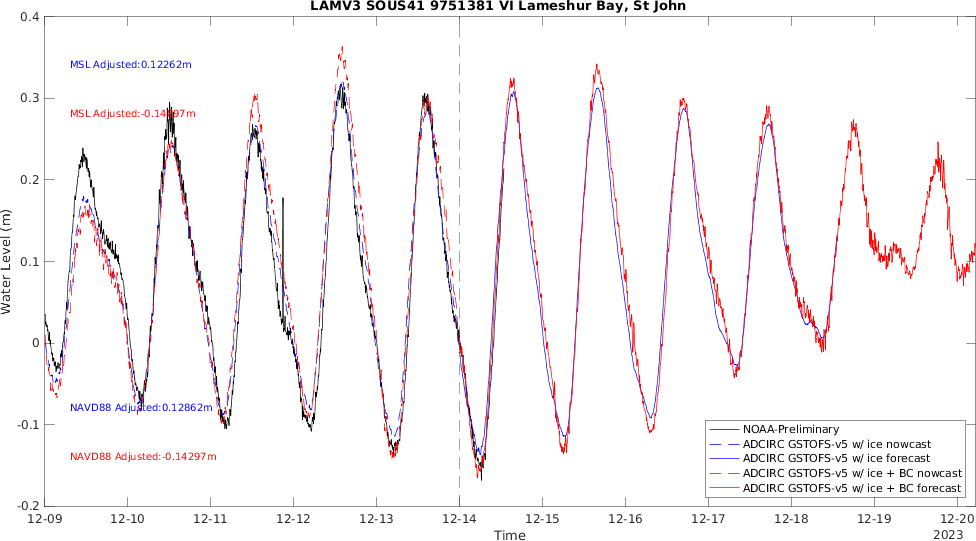 LAMV3 SOUS41 9751381 VI Lameshur Bay, St John
0.4
0.3
0.2
0.1
0
-0.1
-0.2
Water Level (m)
MSL Adjusted:0.12262m
MSL Adjusted:-0.14297m
NAVD88 Adjusted:0.12862m
NAVD88 Adjusted:-0.14297m
NOAA-Preliminary
ADCIRC GSTOFS-v5 w/ ice nowcast
ADCIRC GSTOFS-v5 w/ ice forecast
ADCIRC GSTOFS-v5 w/ ice + BC nowcast
ADCIRC GSTOFS-v5 w/ ice + BC forecast
12-09 12-10 12-11 12-12 12-13 12-14 12-15 12-16 12-17 12-18 12-19 12-20
Time
2023